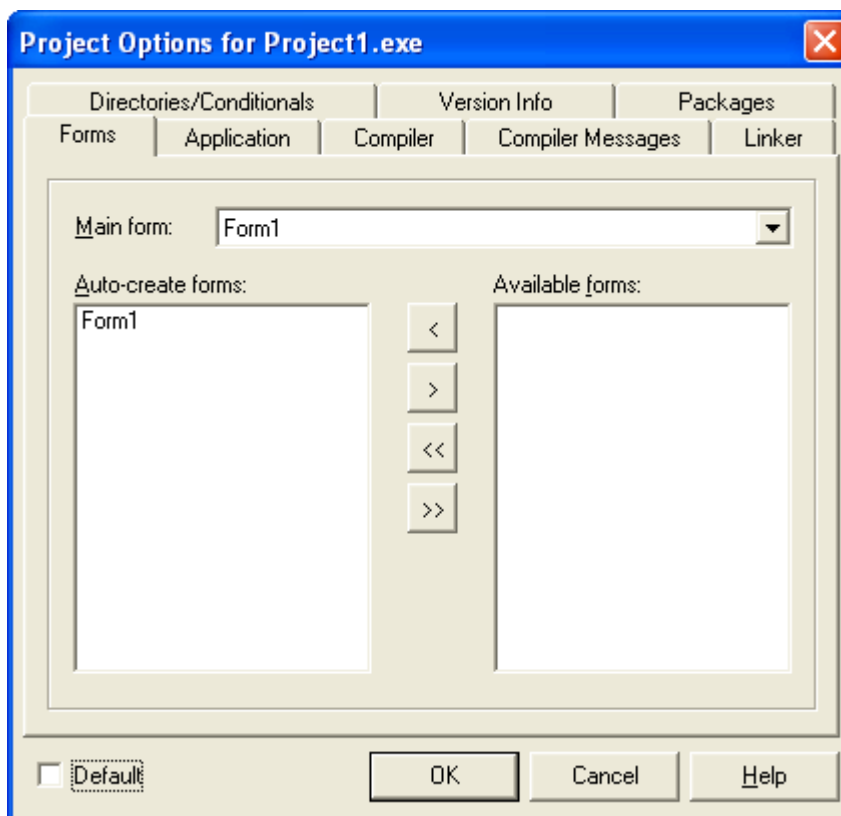 Project Options for Project1.exe
Directories/Conditionals Version Info Packages
Forms Application Compiler Compiler Messages Linker
Main form: Form1
Auto-create forms: Available forms:
Form1
<
>
<<
>>
Default OK Cancel Help